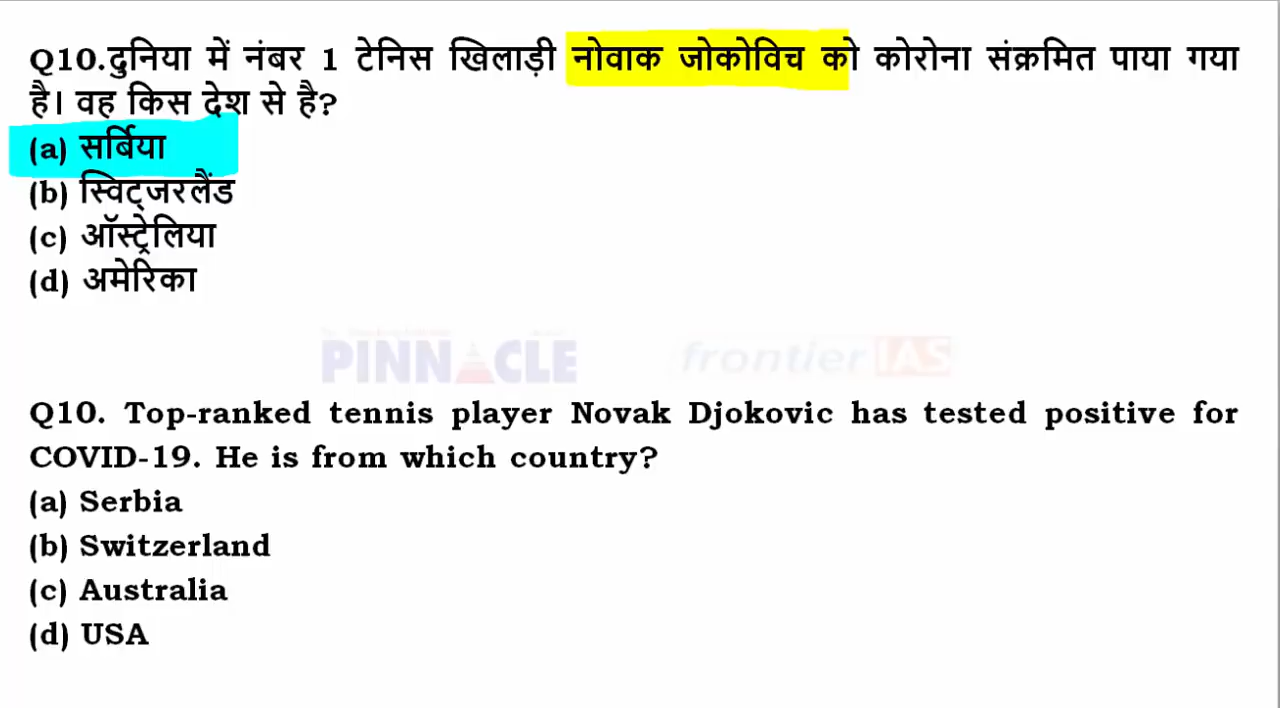 Q10.दुनिया में नंबर 1 टेनिस खिलाड़ी नोवाक जोकोविच को कोरोना संक्रमित पाया गया
है। वह किस देश से है?
(a) सर्बिया
(b) स्विट्जरलैंड
(c) ऑस्ट्रेलिया
(d) अमेरिका
PINNACLE frontier IAS
Q10. Top-ranked tennis player Novak Djokovic has tested positive for
COVID-19. He is from which country?
(a) Serbia
(b) Switzerland
(c) Australia
(d) USA